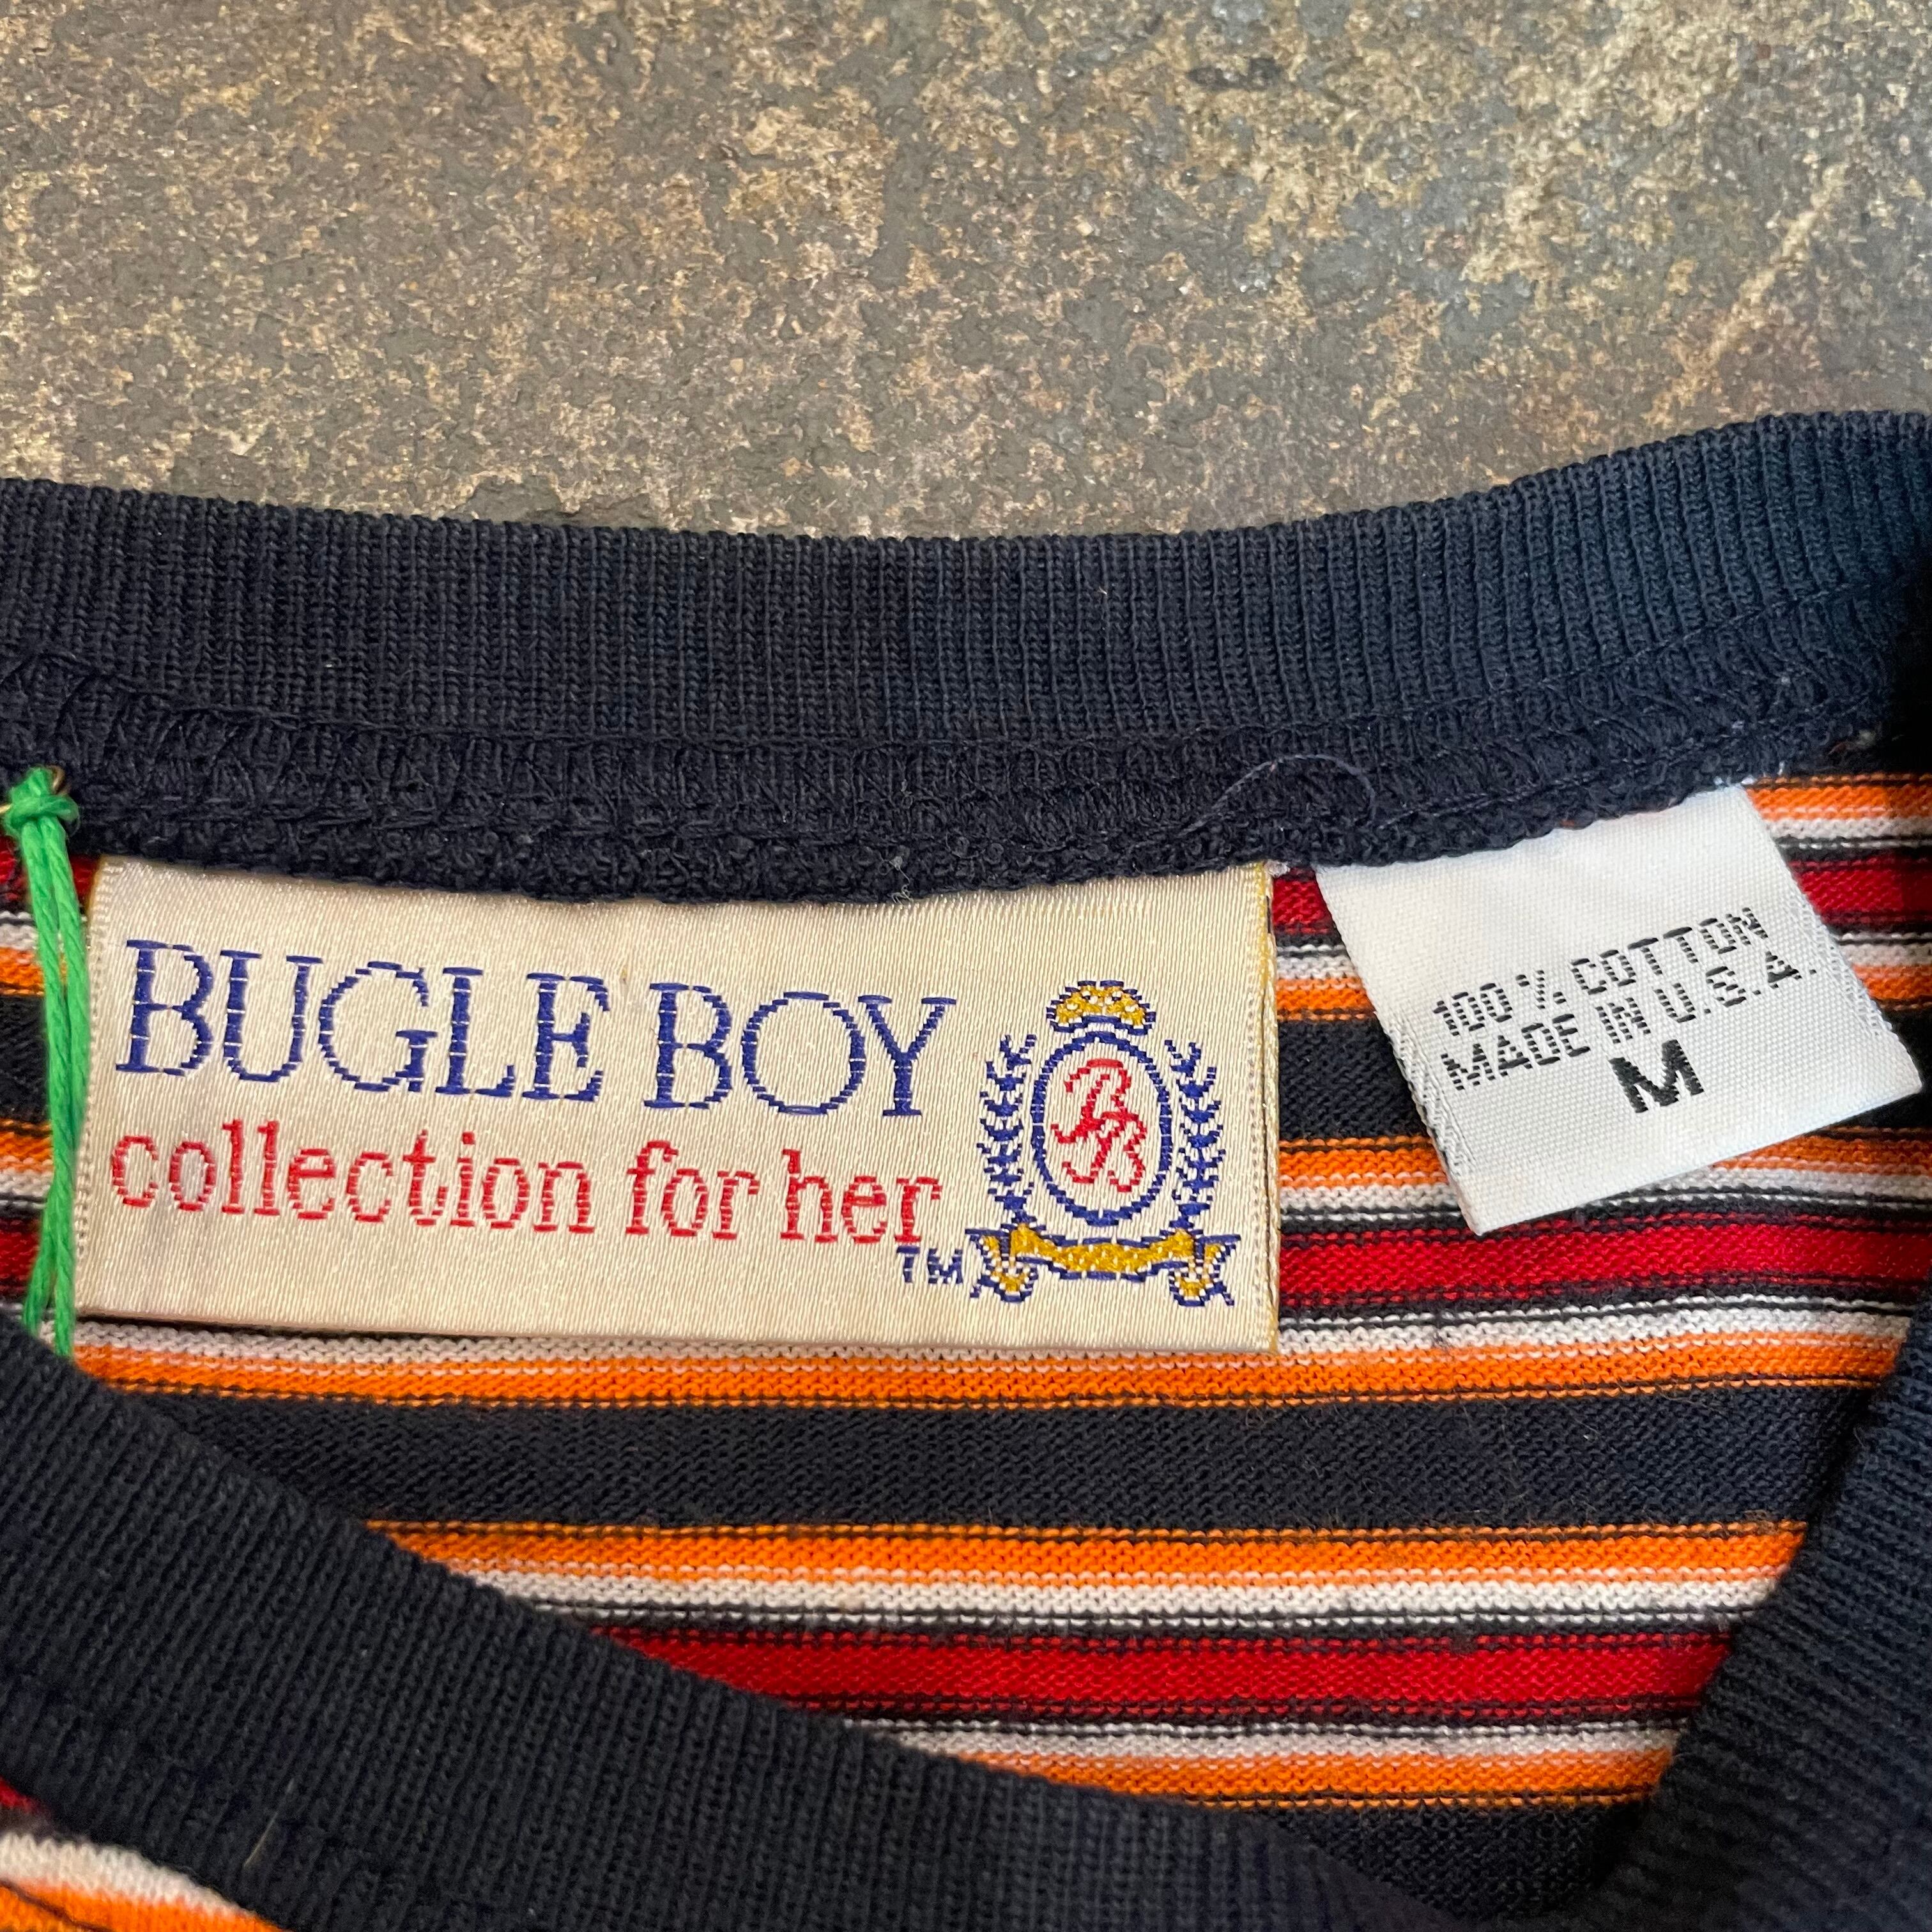 BUGLE BOY
collection for her
TM
BB
100% COTTON
MADE IN U.S.A.
M